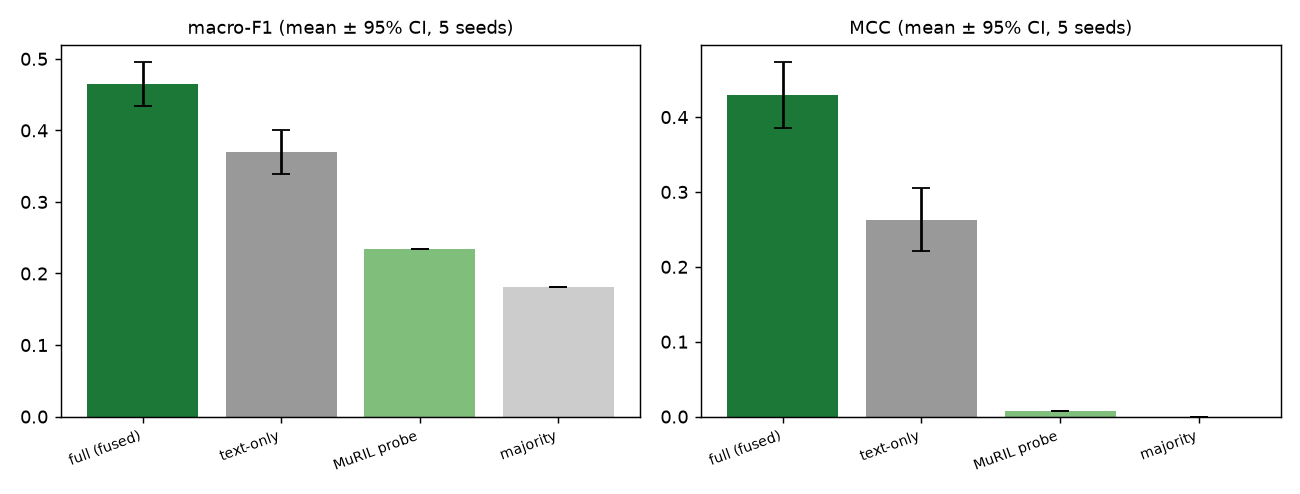 macro-F1 (mean ± 95% CI, 5 seeds)
0.5
0.4
0.3
0.2
0.1
0.0
full (fused)
text-only
MuRIL probe
majority
MCC (mean ± 95% CI, 5 seeds)
0.4
0.3
0.2
0.1
0.0
full (fused)
text-only
MuRIL probe
majority